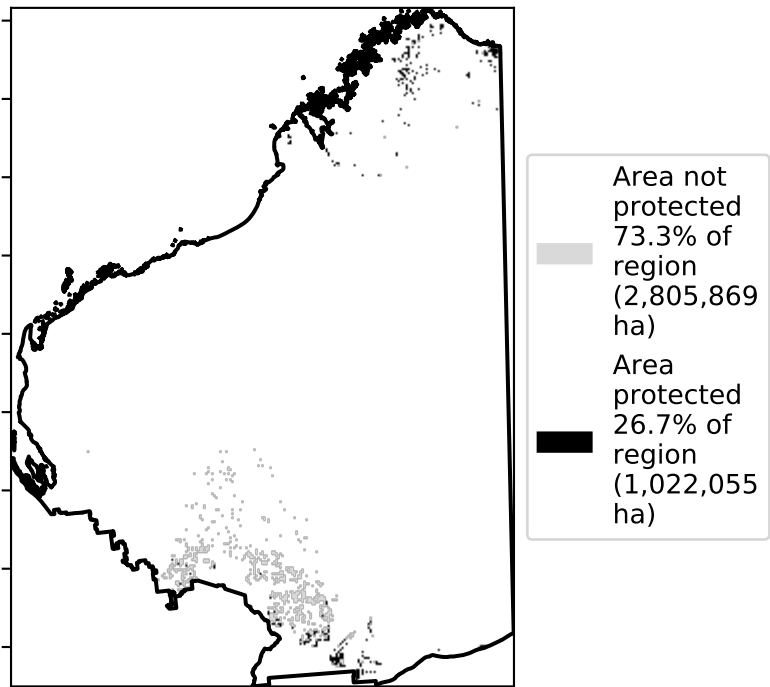 Area not
protected
73.3% of
region
(2,805,869
ha)
Area
protected
26.7% of
region
(1,022,055
ha)